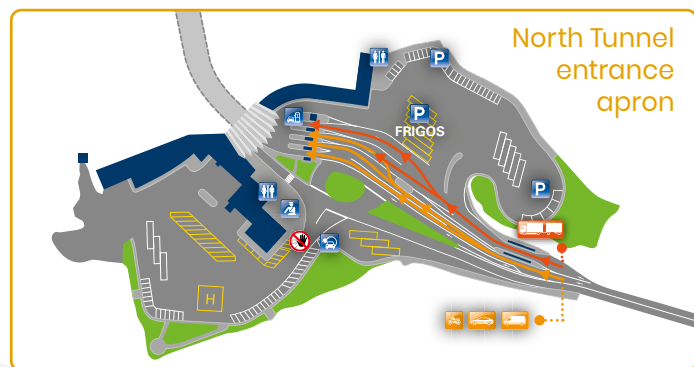 North Tunnel
entrance
apron
P
P
FRIGOS
P
H